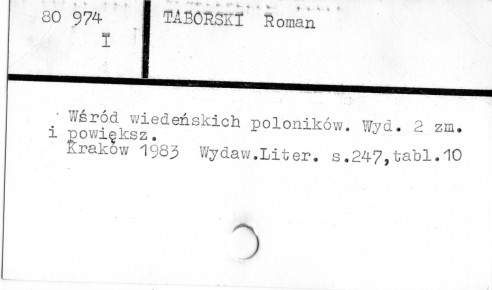 80 974 TABORSKI Roman
I
Wśród wiedeńskich poloników. Wyd. 2 zm.
i powiększ.
Kraków 1983 Wydaw.Liter. s.247,tabl.10